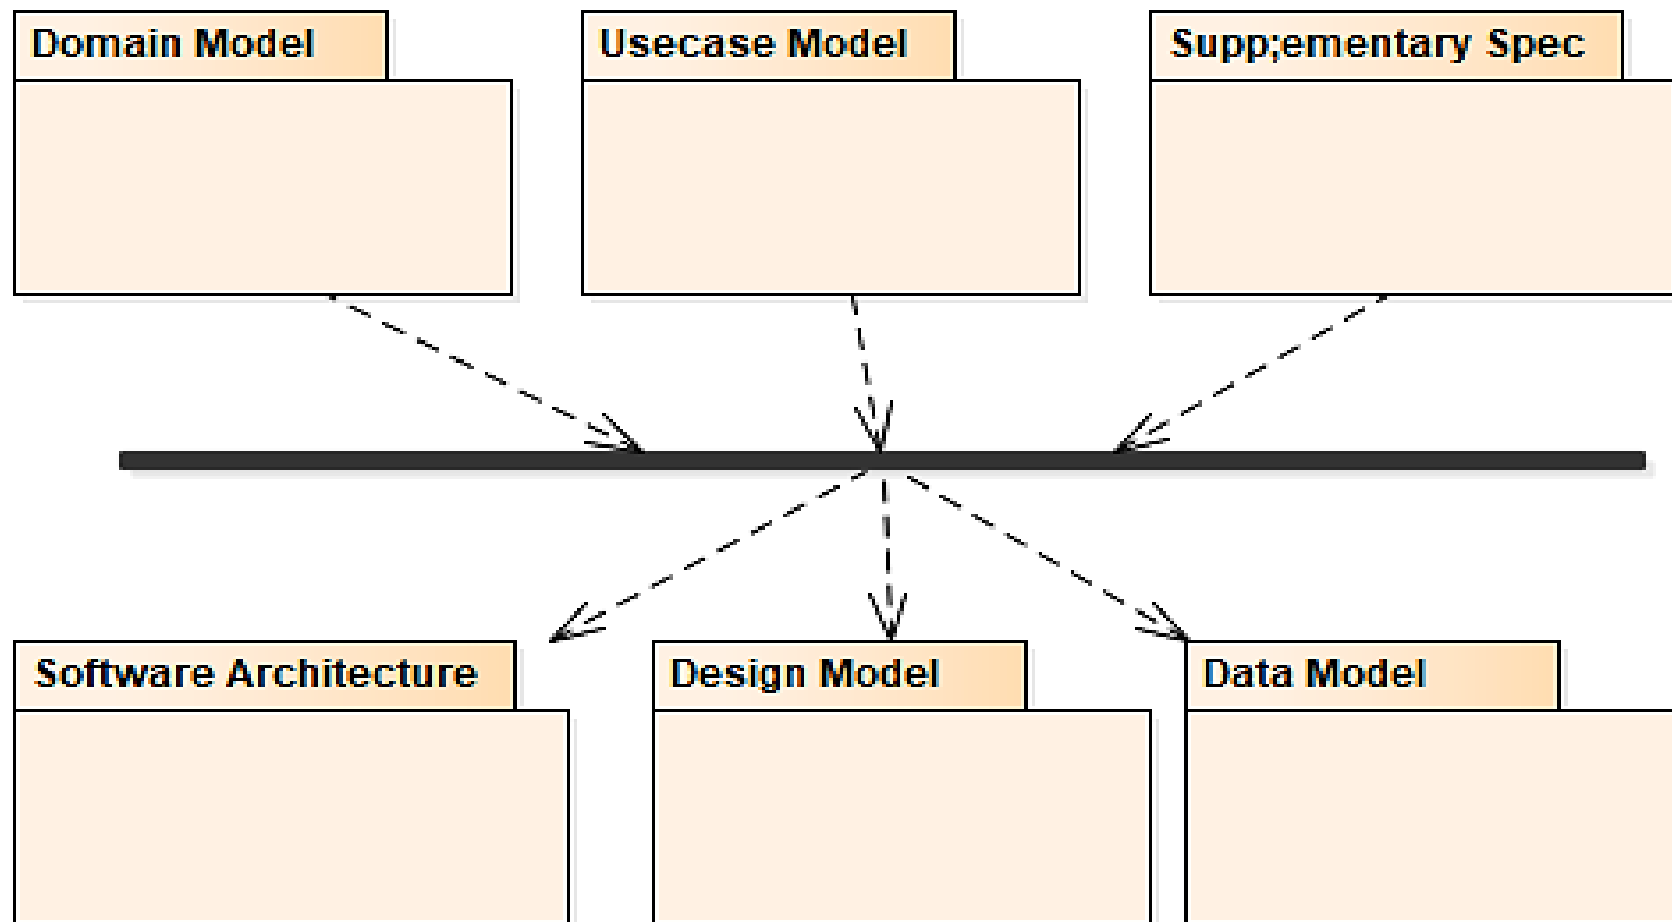 Domain Model
Usecase Model
Supp;ementary Spec
Software Architecture
Design Model
Data Model